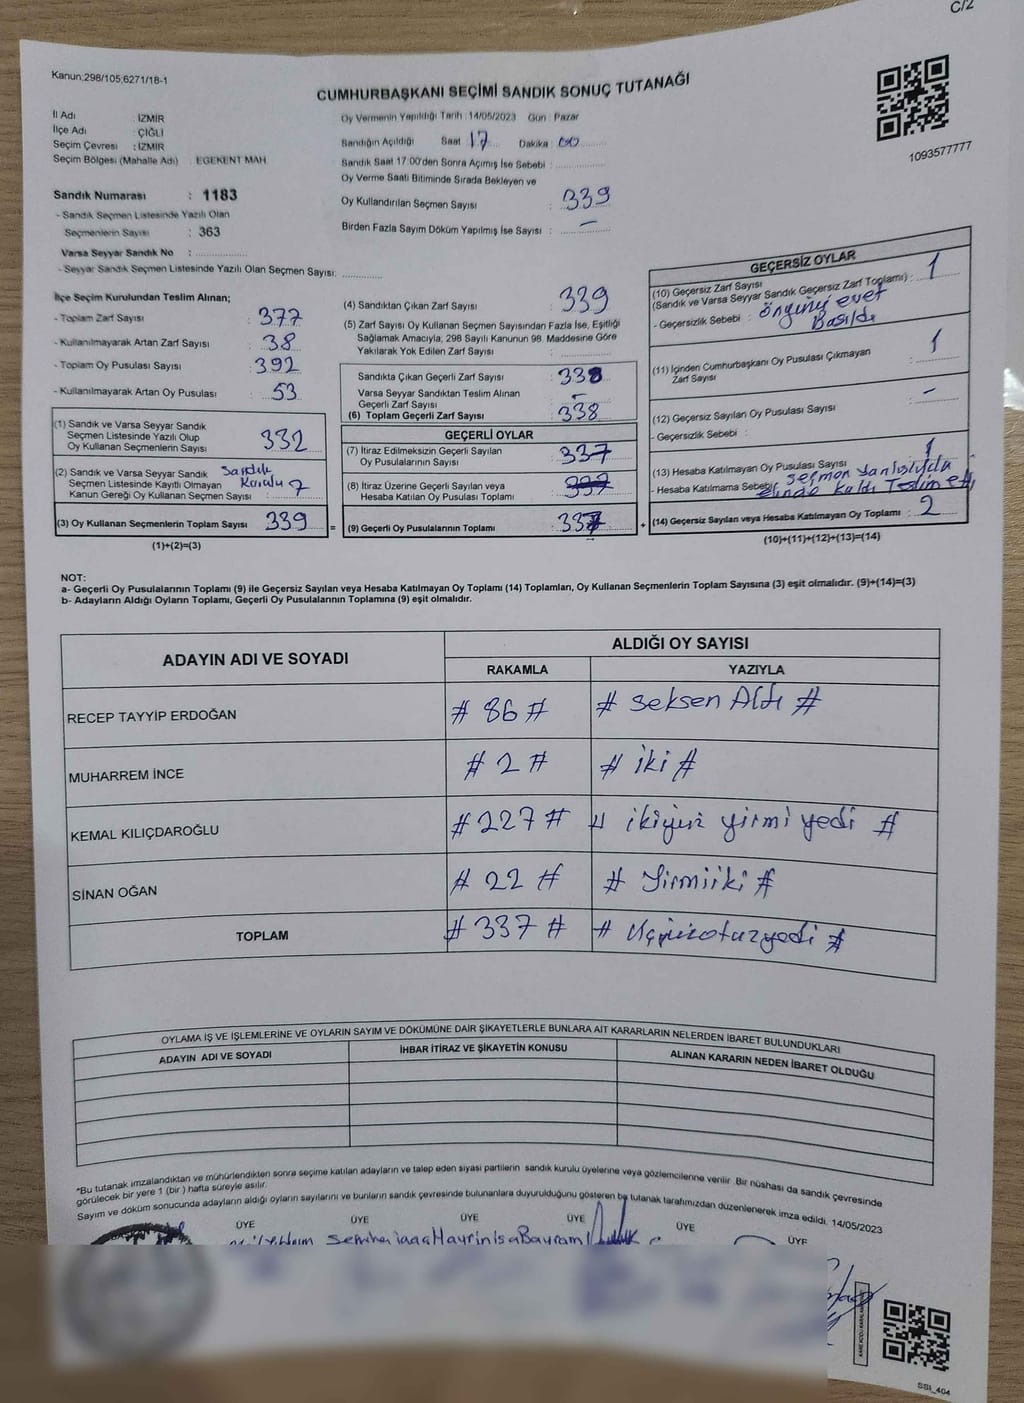 C/2
Kanun:298/105;6271/18-1
CUMHURBAŞKANI SEÇİMİ SANDIK SONUÇ TUTANAĞI
1093577777
İl Adı : İZMİR
İlçe Adı : ÇİĞLİ
Seçim Çevresi : İZMİR
Seçim Bölgesi (Mahalle Adı) : EGEKENT MAH
Sandık Numarası : 1183
- Sandık Seçmen Listesinde Yazılı Olan
Seçmenlerin Sayısı : 363
Varsa Seyyar Sandık No :
- Seyyar Sandık Seçmen Listesinde Yazılı Olan Seçmen Sayısı:
Oy Vermenin Yapıldığı Tarih : 14/05/2023 Gün : Pazar
Sandığın Açıldığı Saat : 17 Dakika : 00
Sandık Saat 17.00'den Sonra Açımış İse Sebebi :
Oy Verme Saati Bitiminde Sırada Bekleyen ve
Oy Kullandırılan Seçmen Sayısı : 339
Birden Fazla Sayım Döküm Yapılmış İse Sayısı : -
İlçe Seçim Kurulundan Teslim Alınan;
- Toplam Zarf Sayısı : 377
- Kullanılmayarak Artan Zarf Sayısı : 38
- Toplam Oy Pusulası Sayısı : 392
- Kullanılmayarak Artan Oy Pusulası : 53
(1) Sandık ve Varsa Seyyar Sandık
Seçmen Listesinde Yazılı Olup
Oy Kullanan Seçmenlerin Sayısı : 332
(2) Sandık ve Varsa Seyyar Sandık Sandık
Seçmen Listesinde Kayıtlı Olmayan Kurulu
Kanun Gereği Oy Kullanan Seçmen Sayısı : 7
(3) Oy Kullanan Seçmenlerin Toplam Sayısı : 339
(1)+(2)=(3)
=
(4) Sandıktan Çıkan Zarf Sayısı : 339
(5) Zarf Sayısı Oy Kullanan Seçmen Sayısından Fazla İse, Eşitliği
Sağlamak Amacıyla; 298 Sayılı Kanunun 98. Maddesine Göre
Yakılarak Yok Edilen Zarf Sayısı :
Sandıkta Çıkan Geçerli Zarf Sayısı : 338
Varsa Seyyar Sandıktan Teslim Alınan
Geçerli Zarf Sayısı : -
(6) Toplam Geçerli Zarf Sayısı : 338
GEÇERLİ OYLAR
(7) İtiraz Edilmeksizin Geçerli Sayılan
Oy Pusulalarının Sayısı : 337
(8) İtiraz Üzerine Geçerli Sayılan veya
Hesaba Katılan Oy Pusulası Toplamı :
(9) Geçerli Oy Pusulalarının Toplamı : 337
+
GEÇERSİZ OYLAR
(10) Geçersiz Zarf Sayısı
(Sandık ve Varsa Seyyar Sandık Geçersiz Zarf Toplamı) : 1
- Geçersizlik Sebebi : evet
Basıldı
(11) İçinden Cumhurbaşkanı Oy Pusulası Çıkmayan
Zarf Sayısı : 1
(12) Geçersiz Sayılan Oy Pusulası Sayısı : -
- Geçersizlik Sebebi :
(13) Hesaba Katılmayan Oy Pusulası Sayısı : 1
- Hesaba Katılmama Sebebi : seçmen yanlışlıkla
elinde kaldı Teslim etti
(14) Geçersiz Sayılan veya Hesaba Katılmayan Oy Toplamı : 2
(10)+(11)+(12)+(13)=(14)
NOT:
a- Geçerli Oy Pusulalarının Toplamı (9) ile Geçersiz Sayılan veya Hesaba Katılmayan Oy Toplamı (14) Toplamları, Oy Kullanan Seçmenlerin Toplam Sayısına (3) eşit olmalıdır. (9)+(14)=(3)
b- Adayların Aldığı Oyların Toplamı, Geçerli Oy Pusulalarının Toplamına (9) eşit olmalıdır.
ADAYIN ADI VE SOYADI
ALDIĞI OY SAYISI
RAKAMLA YAZIYLA
RECEP TAYYİP ERDOĞAN # 86 # # Seksen Altı #
MUHARREM İNCE # 2 # # iki #
KEMAL KILIÇDAROĞLU # 227 # # ikiyüz yirmi yedi #
SİNAN OĞAN # 22 # # Yirmiiki #
TOPLAM # 337 # # Üçyüzotuzyedi #
OYLAMA İŞ VE İŞLEMLERİNE VE OYLARIN SAYIM VE DÖKÜMÜNE DAİR ŞİKAYETLERLE BUNLARA AİT KARARLARIN NELERDEN İBARET BULUNDUKLARI
ADAYIN ADI VE SOYADI İHBAR İTİRAZ VE ŞİKAYETİN KONUSU ALINAN KARARIN NEDEN İBARET OLDUĞU
*Bu tutanak imzalandıktan ve mühürlendikten sonra seçime katılan adayların ve talep eden siyasi partilerin sandık kurulu üyelerine veya gözlemcilerine verilir. Bir nüshası da sandık çevresinde
görülecek bir yere 1 (bir) hafta süreyle asılır.
Sayım ve döküm sonucunda adayların aldığı oyların sayılarını ve bunların sandık çevresinde bulunanlara duyurulduğunu gösteren bu tutanak tarafımızdan düzenlenerek imza edildi. 14/05/2023
ÜYE ÜYE ÜYE ÜYE ÜYE ÜYE
Hayrinisa Bayram
SSI_404